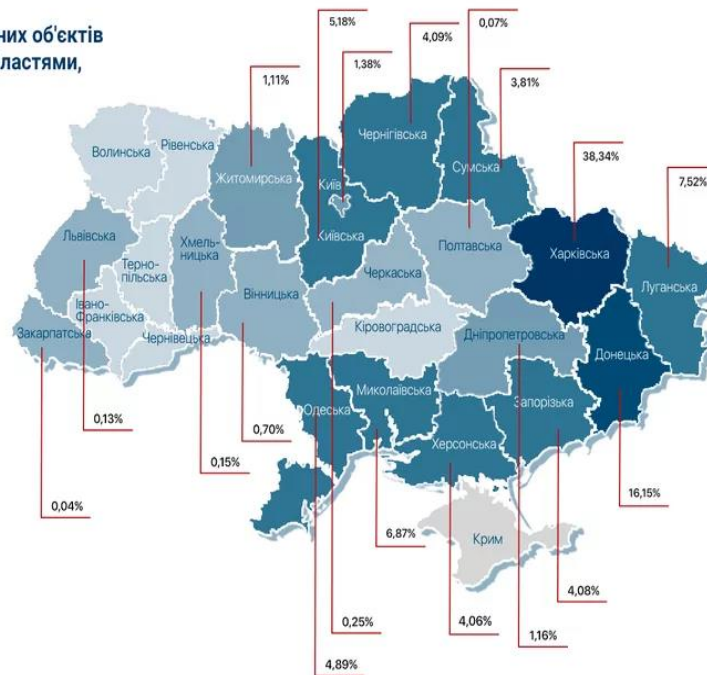 них об'єктів
ластями,
5,18%
0,07%
4,09%
1,38%
1,11%
3,81%
38,34%
7,52%
Волинська
Рівенська
Житомирська
Київ
Київська
Чернігівська
Сумська
Львівська
Терно-
пільська
Хмель-
ницька
Вінницька
Черкаська
Полтавська
Харківська
Луганська
Закарпатська
Івано-
Франківська
Чернівецька
Кіровоградська
Дніпропетровська
Донецька
Одеська
Миколаївська
Запорізька
Херсонська
Крим
0,13%
0,70%
0,15%
0,04%
16,15%
6,87%
4,08%
0,25%
4,06%
1,16%
4,89%